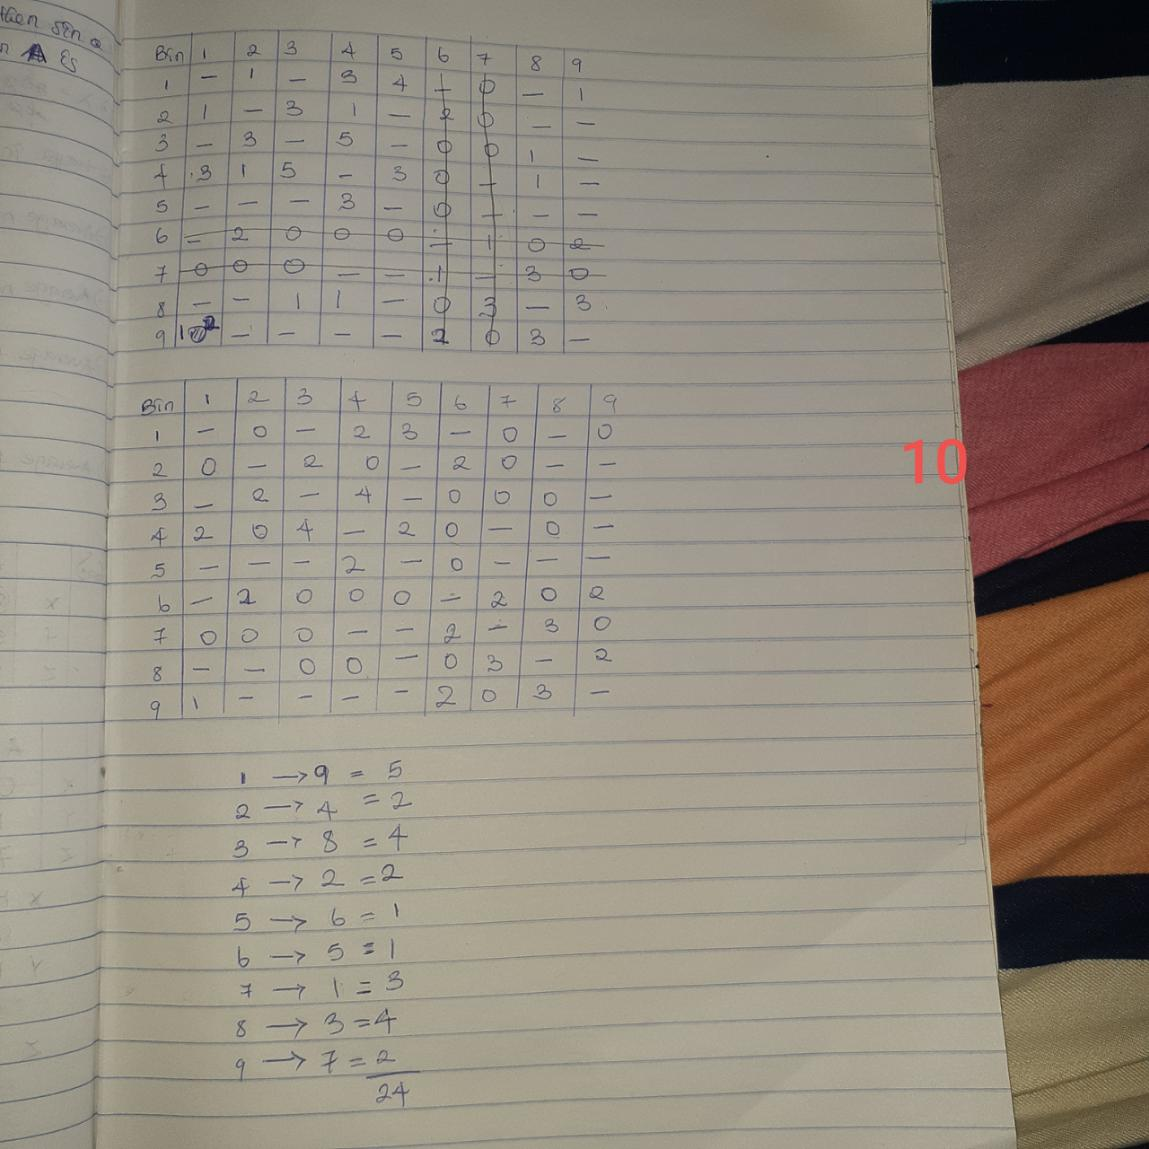 then
n A Es
Bin 1 2 3 4 5 6 7 8 9
1 - 1 - 3 4 - 0 - 1
2 1 - 3 1 - 2 0 - -
3 - 3 - 5 - 0 0 1 -
4 3 1 5 - 3 0 - 1 -
5 - - - 3 - 0 - - -
6 - 2 0 0 0 - 1 0 2
7 0 0 0 - - 1 - 3 0
8 - - 1 1 - 0 3 - 3
9 1 - - - - 2 0 3 -
Bin 1 2 3 4 5 6 7 8 9
1 - 0 - 2 3 - 0 - 0
2 0 - 2 0 - 2 0 - -
3 - 2 - 4 - 0 0 0 -
4 2 0 4 - 2 0 - 0 -
5 - - - 2 - 0 - - -
6 - 2 0 0 0 - 2 0 2
7 0 0 0 - - 2 - 3 0
8 - - 0 0 - 0 3 - 2
9 1 - - - - 2 0 3 -
10
1 → 9 = 5
2 → 4 = 2
3 → 8 = 4
4 → 2 = 2
5 → 6 = 1
6 → 5 = 1
7 → 1 = 3
8 → 3 = 4
9 → 7 = 2
24